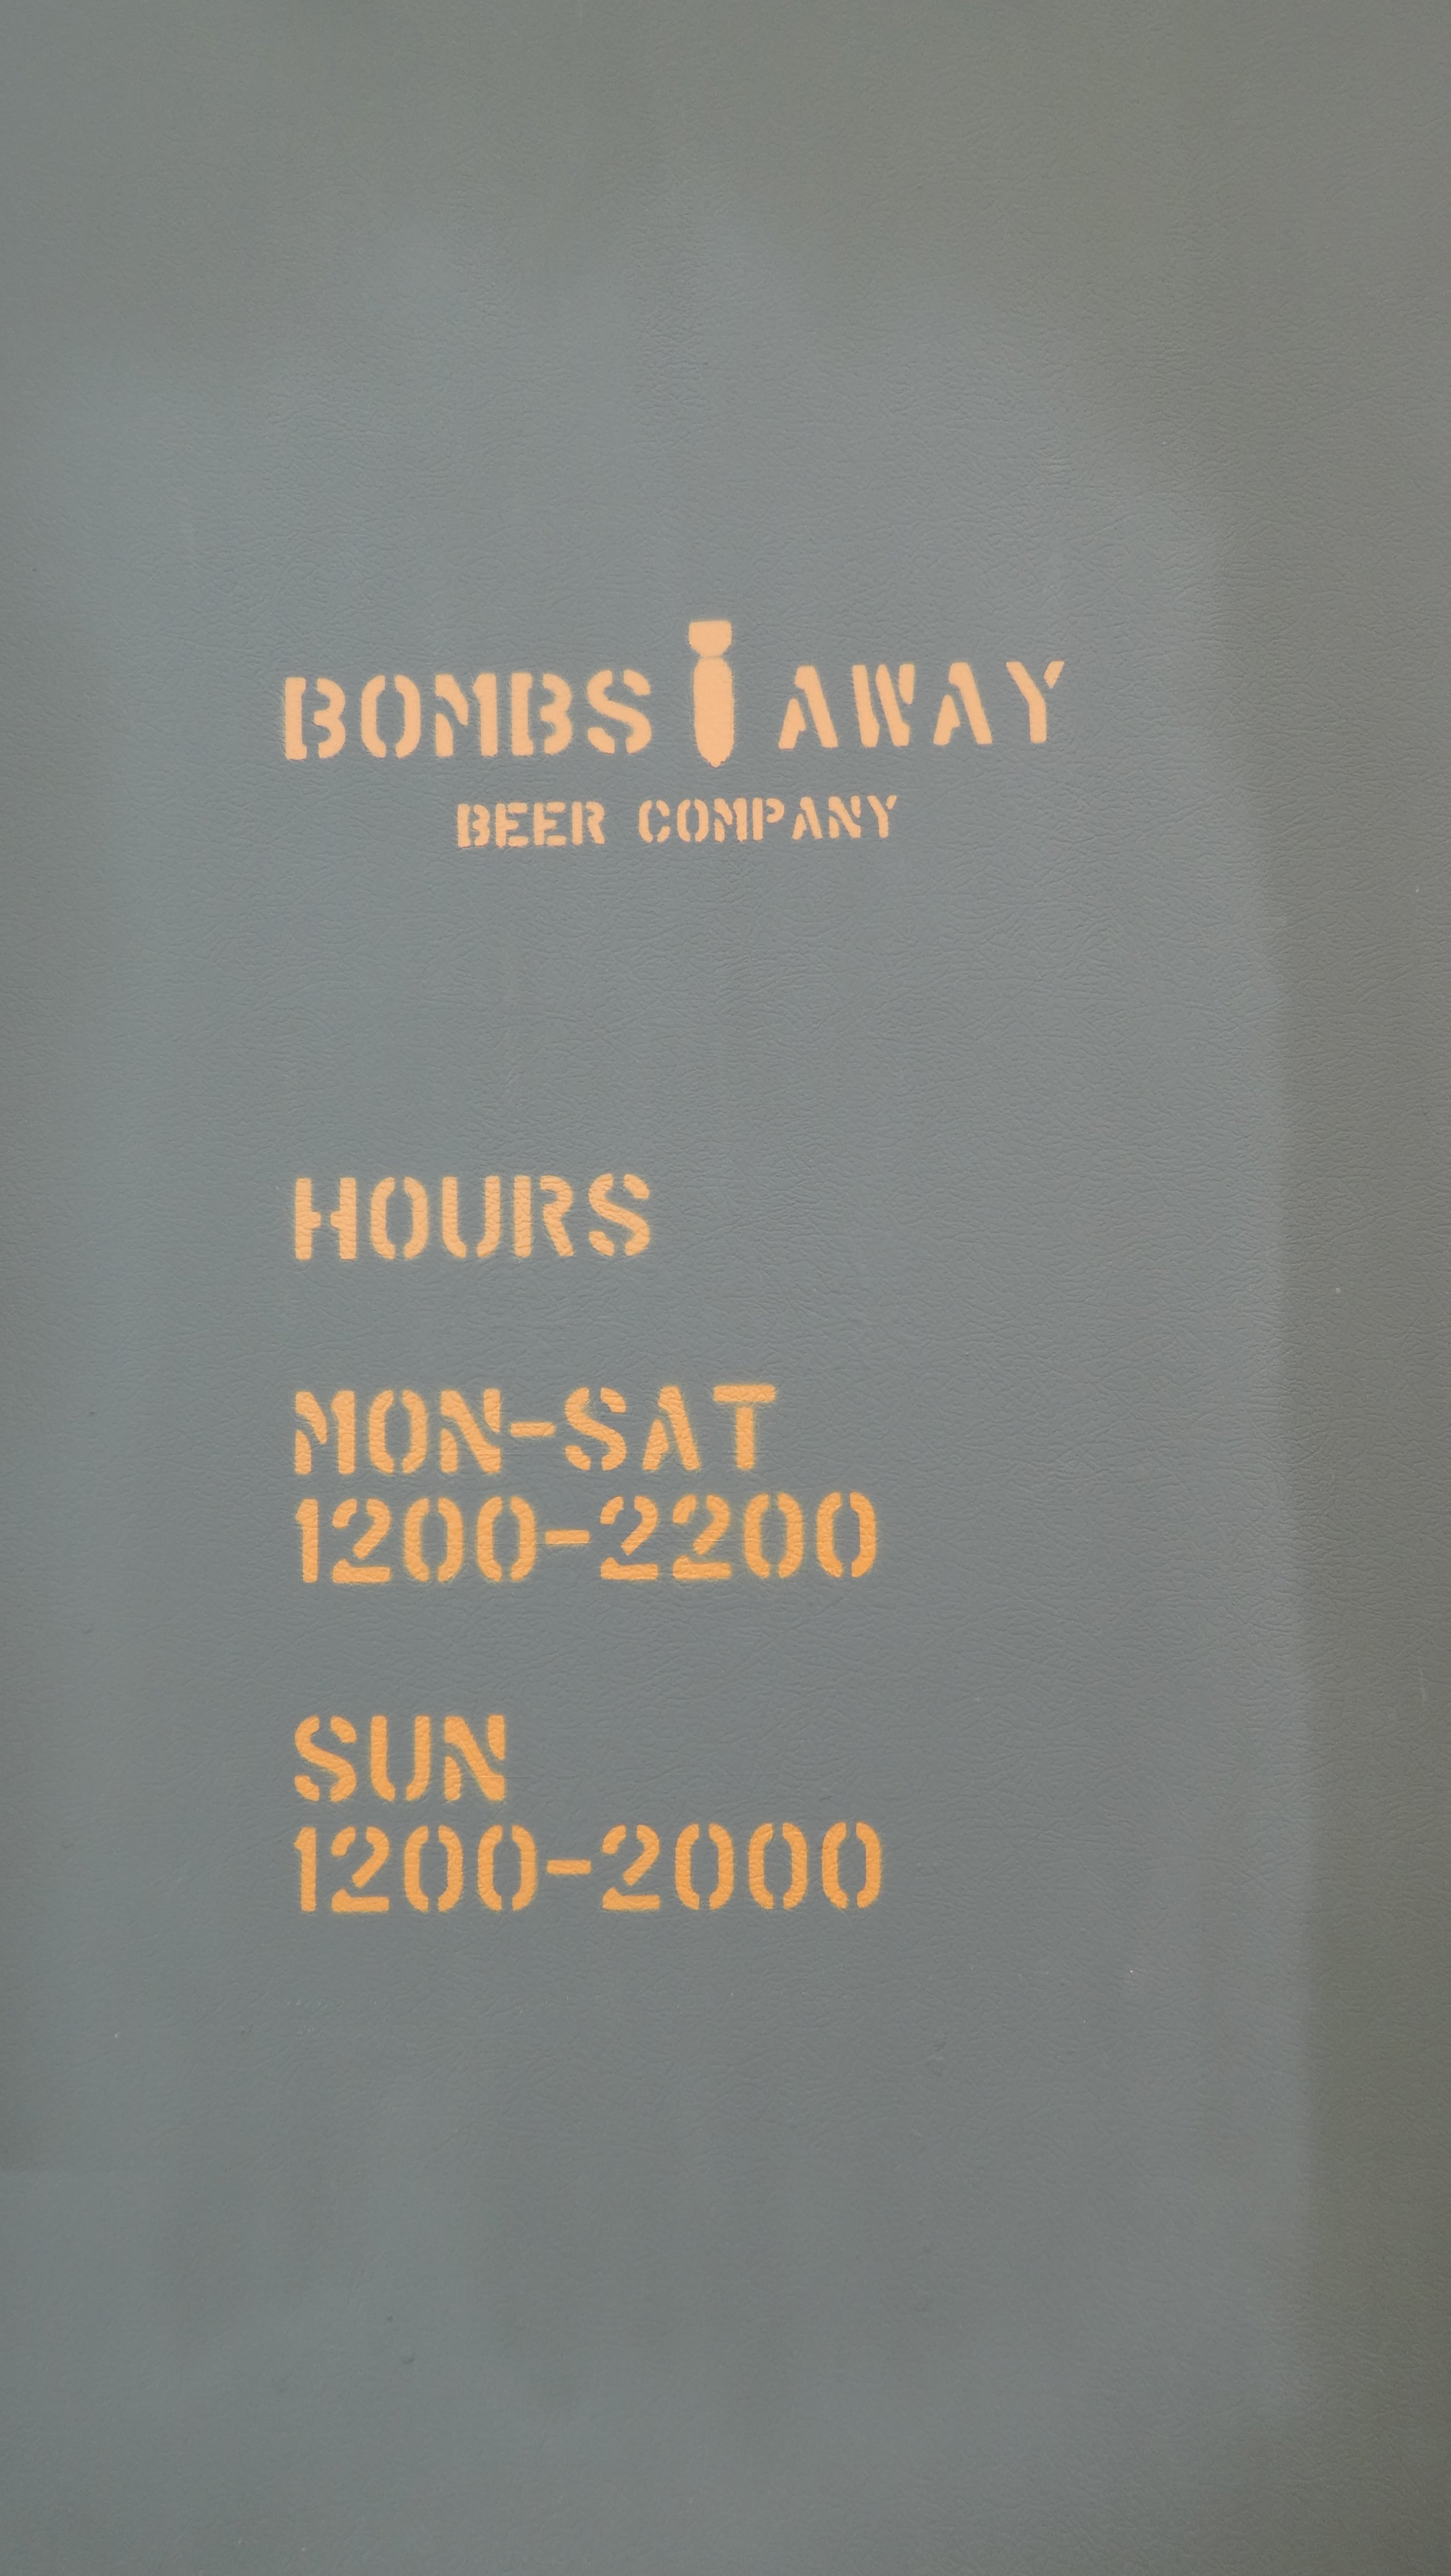 BOMBS AWAY
BEER COMPANY
HOURS
MON-SAT
1200-2200
SUN
1200-2000